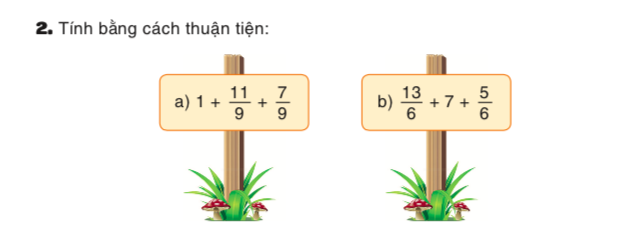 2. Tính bằng cách thuận tiện:
a) 1 + 11/9 + 7/9
b) 13/6 + 7 + 5/6